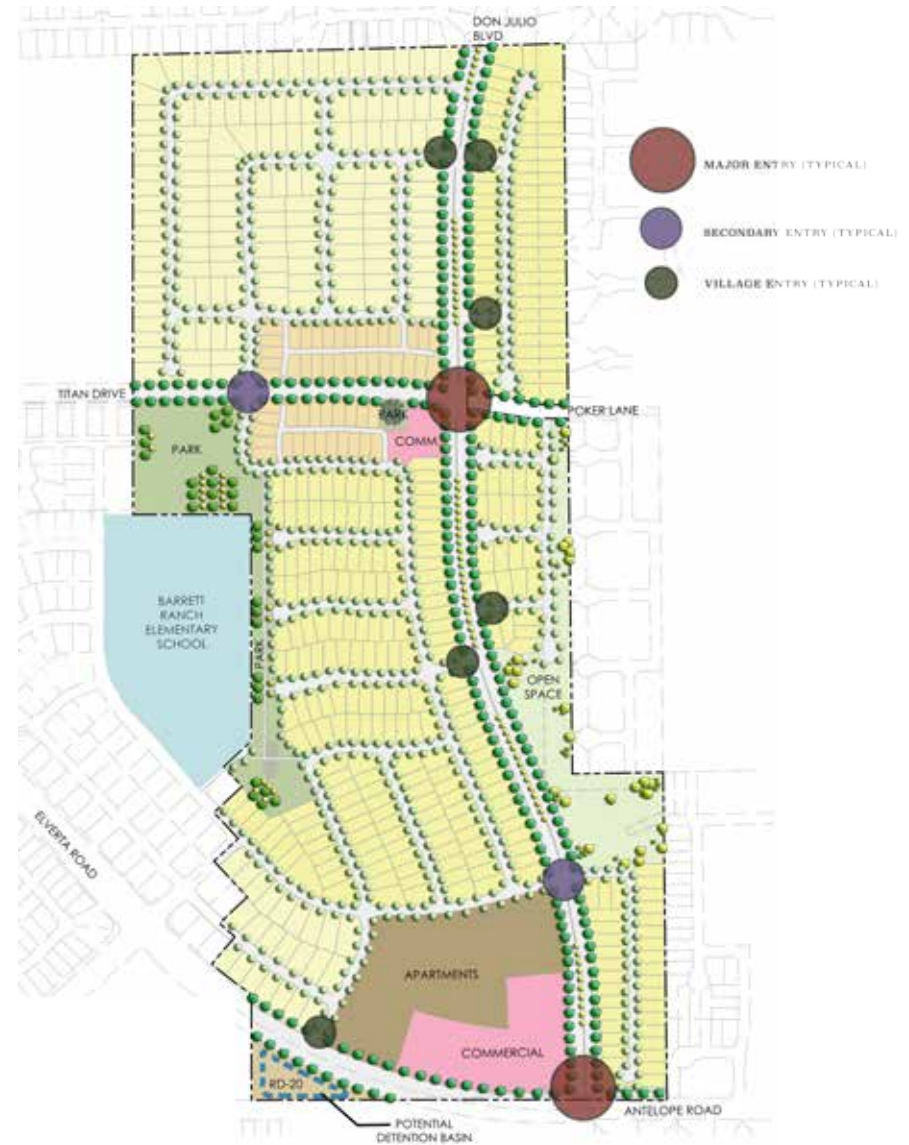 DON JULIO
BLVD
MAJOR ENTRY (TYPICAL)
SECONDARY ENTRY (TYPICAL)
VILLAGE ENTRY (TYPICAL)
TITAN DRIVE
PARK
POKER LANE
COMM
PARK
BARRETT
RANCH
ELEMENTARY
SCHOOL
PARK
OPEN
SPACE
ELVERTA ROAD
APARTMENTS
COMMERCIAL
RD-20
ANTELOPE ROAD
POTENTIAL
DETENTION BASIN